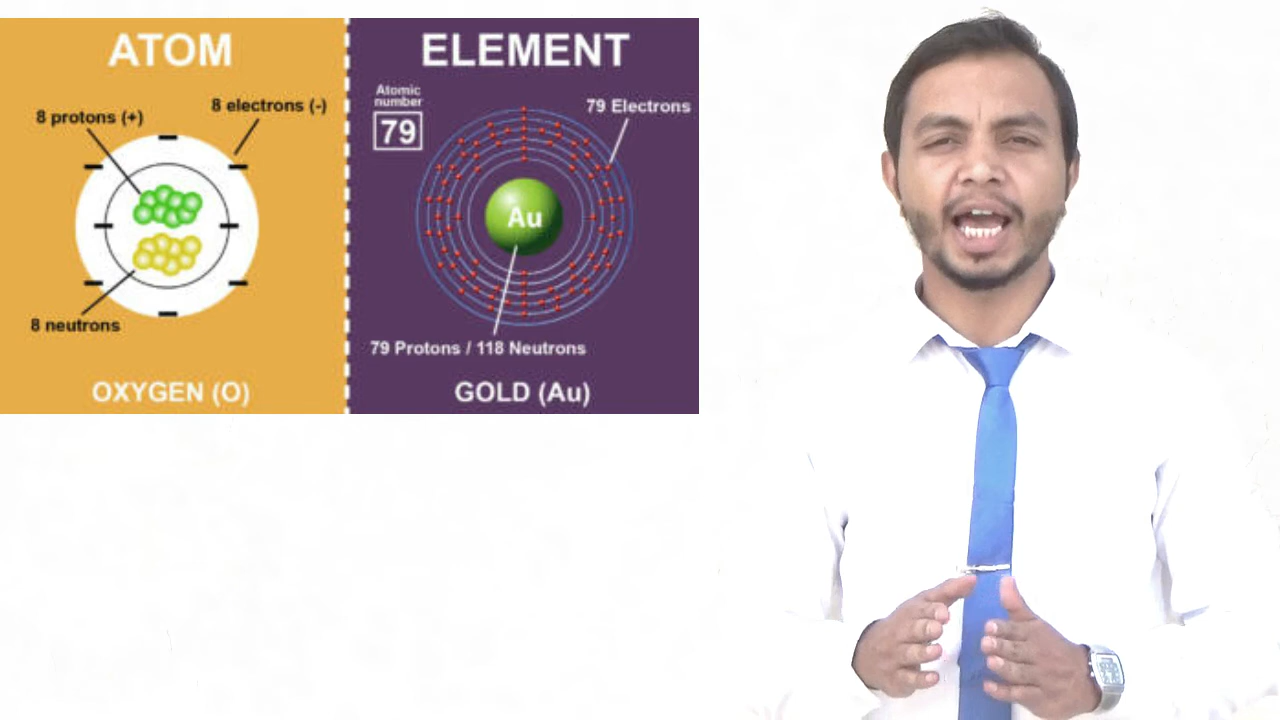 ATOM
8 protons (+)
8 electrons (-)
8 neutrons
OXYGEN (O)
ELEMENT
Atomic
number
79
79 Electrons
Au
79 Protons / 118 Neutrons
GOLD (Au)